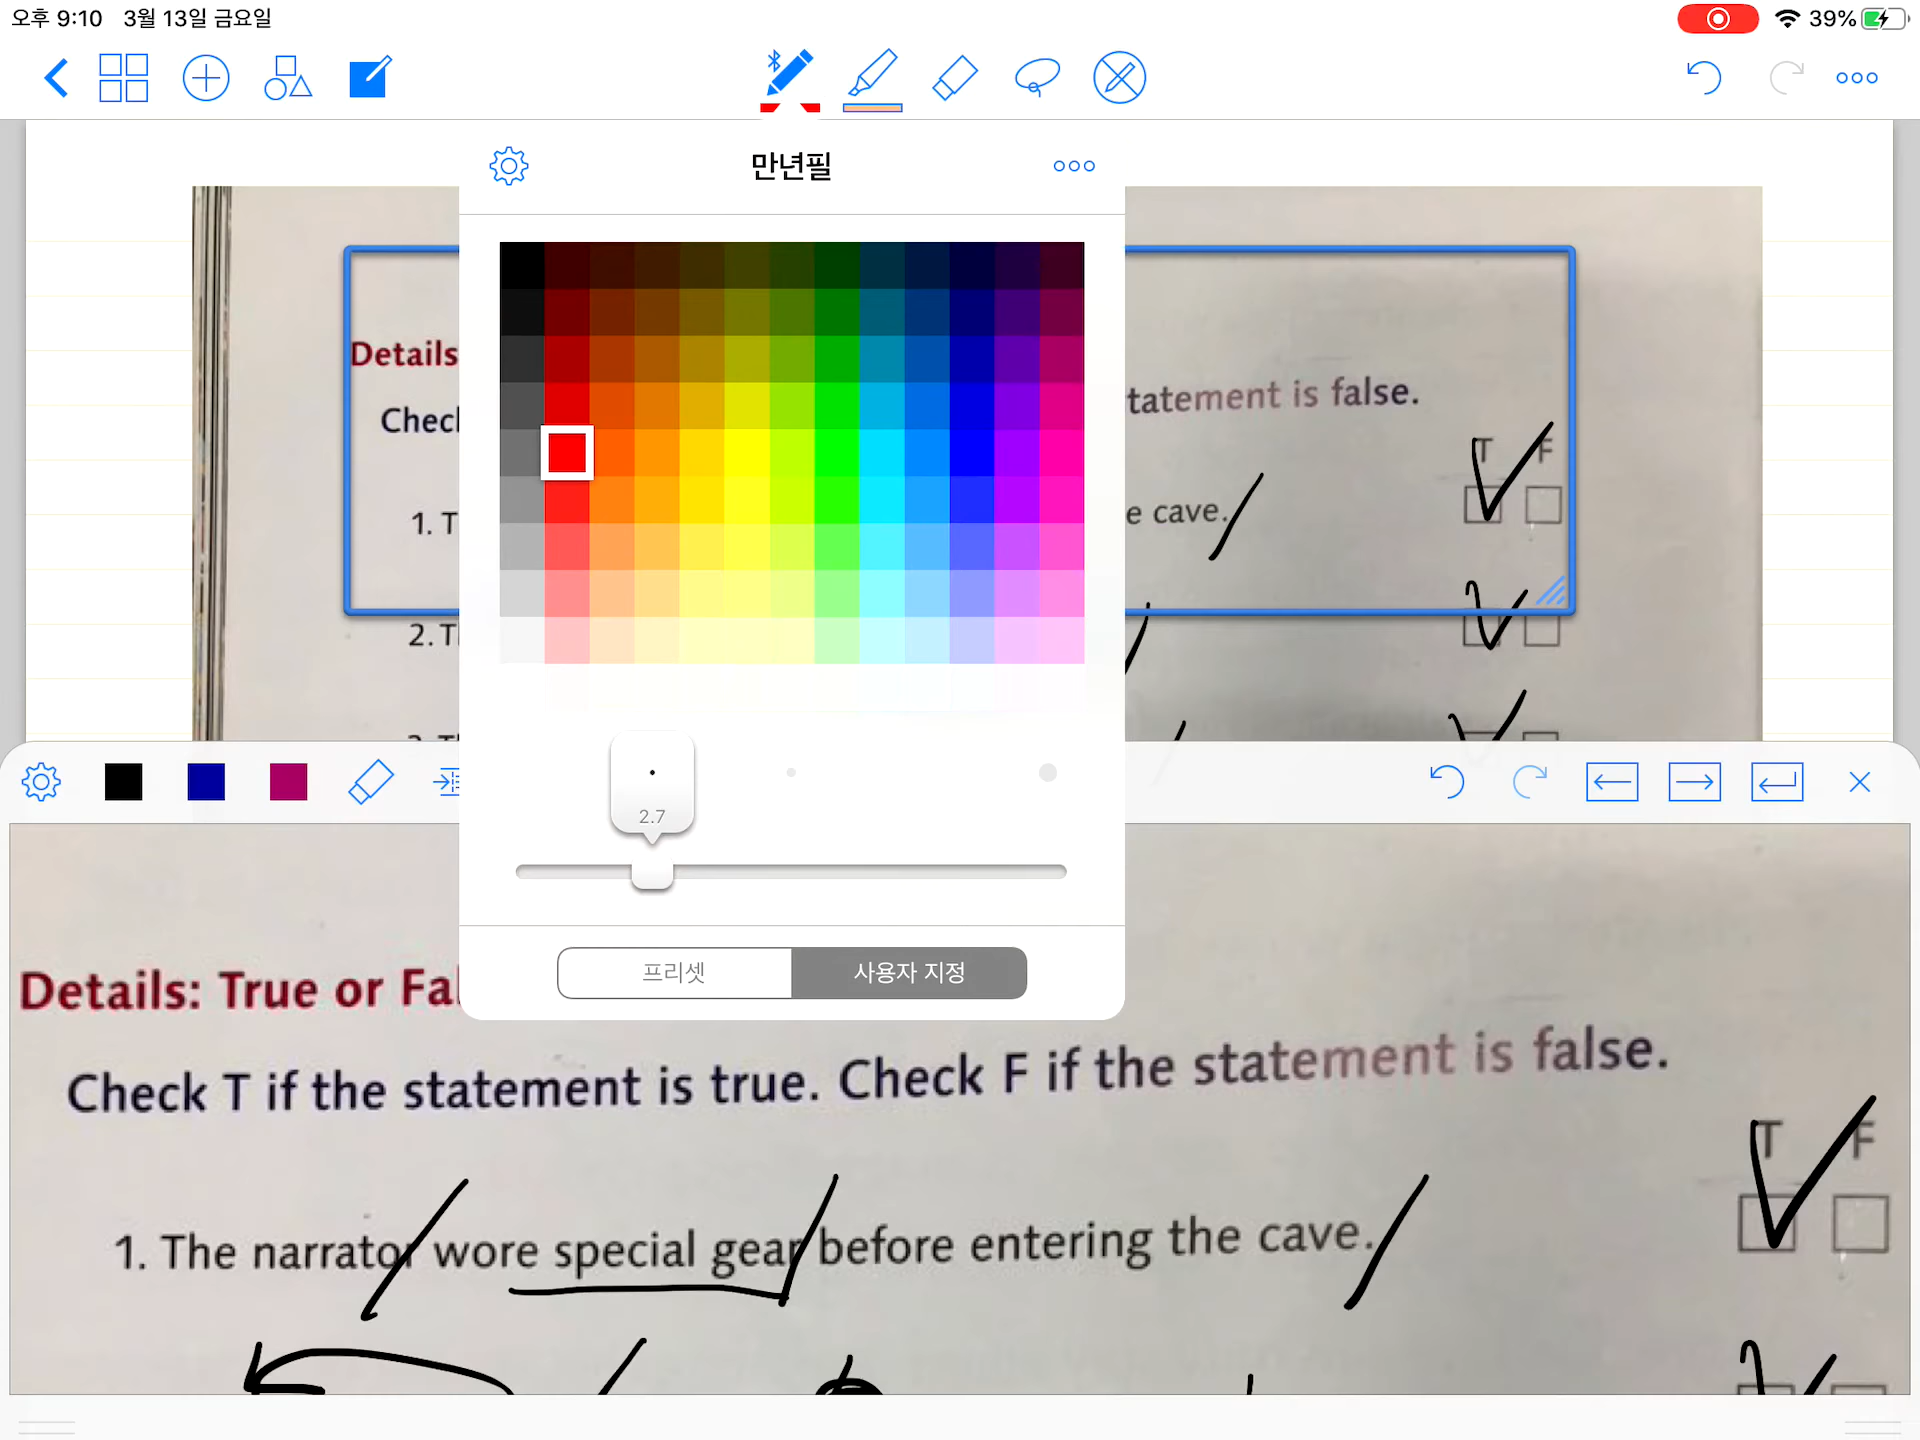 오후 9:10 3월 13일 금요일
39%
만년필
Details
tatement is false.
T F
1. T
e cave.
2. T
2.7
프리셋 사용자 지정
Details: True or Fal
Check T if the statement is true. Check F if the statement is false.
T F
1. The narrator wore special gear before entering the cave.